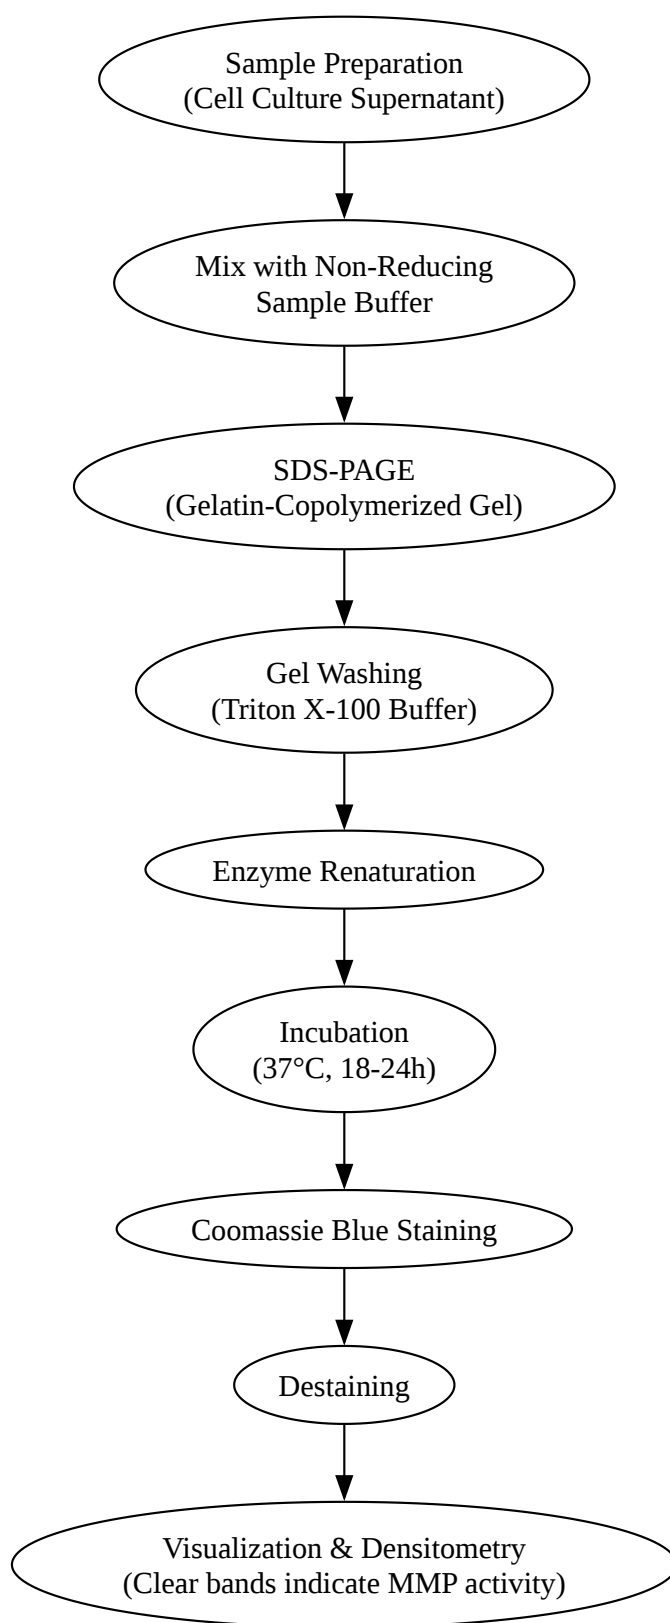 Sample Preparation
(Cell Culture Supernatant)
Mix with Non-Reducing
Sample Buffer
SDS-PAGE
(Gelatin-Copolymerized Gel)
Gel Washing
(Triton X-100 Buffer)
Enzyme Renaturation
Incubation
(37°C, 18-24h)
Coomassie Blue Staining
Destaining
Visualization & Densitometry
(Clear bands indicate MMP activity)